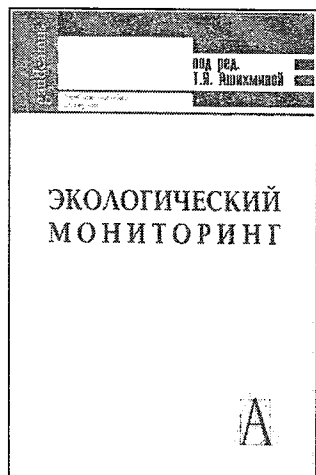 под ред.
Т.Я. Ашихминой
ЭКОЛОГИЧЕСКИЙ
МОНИТОРИНГ
А